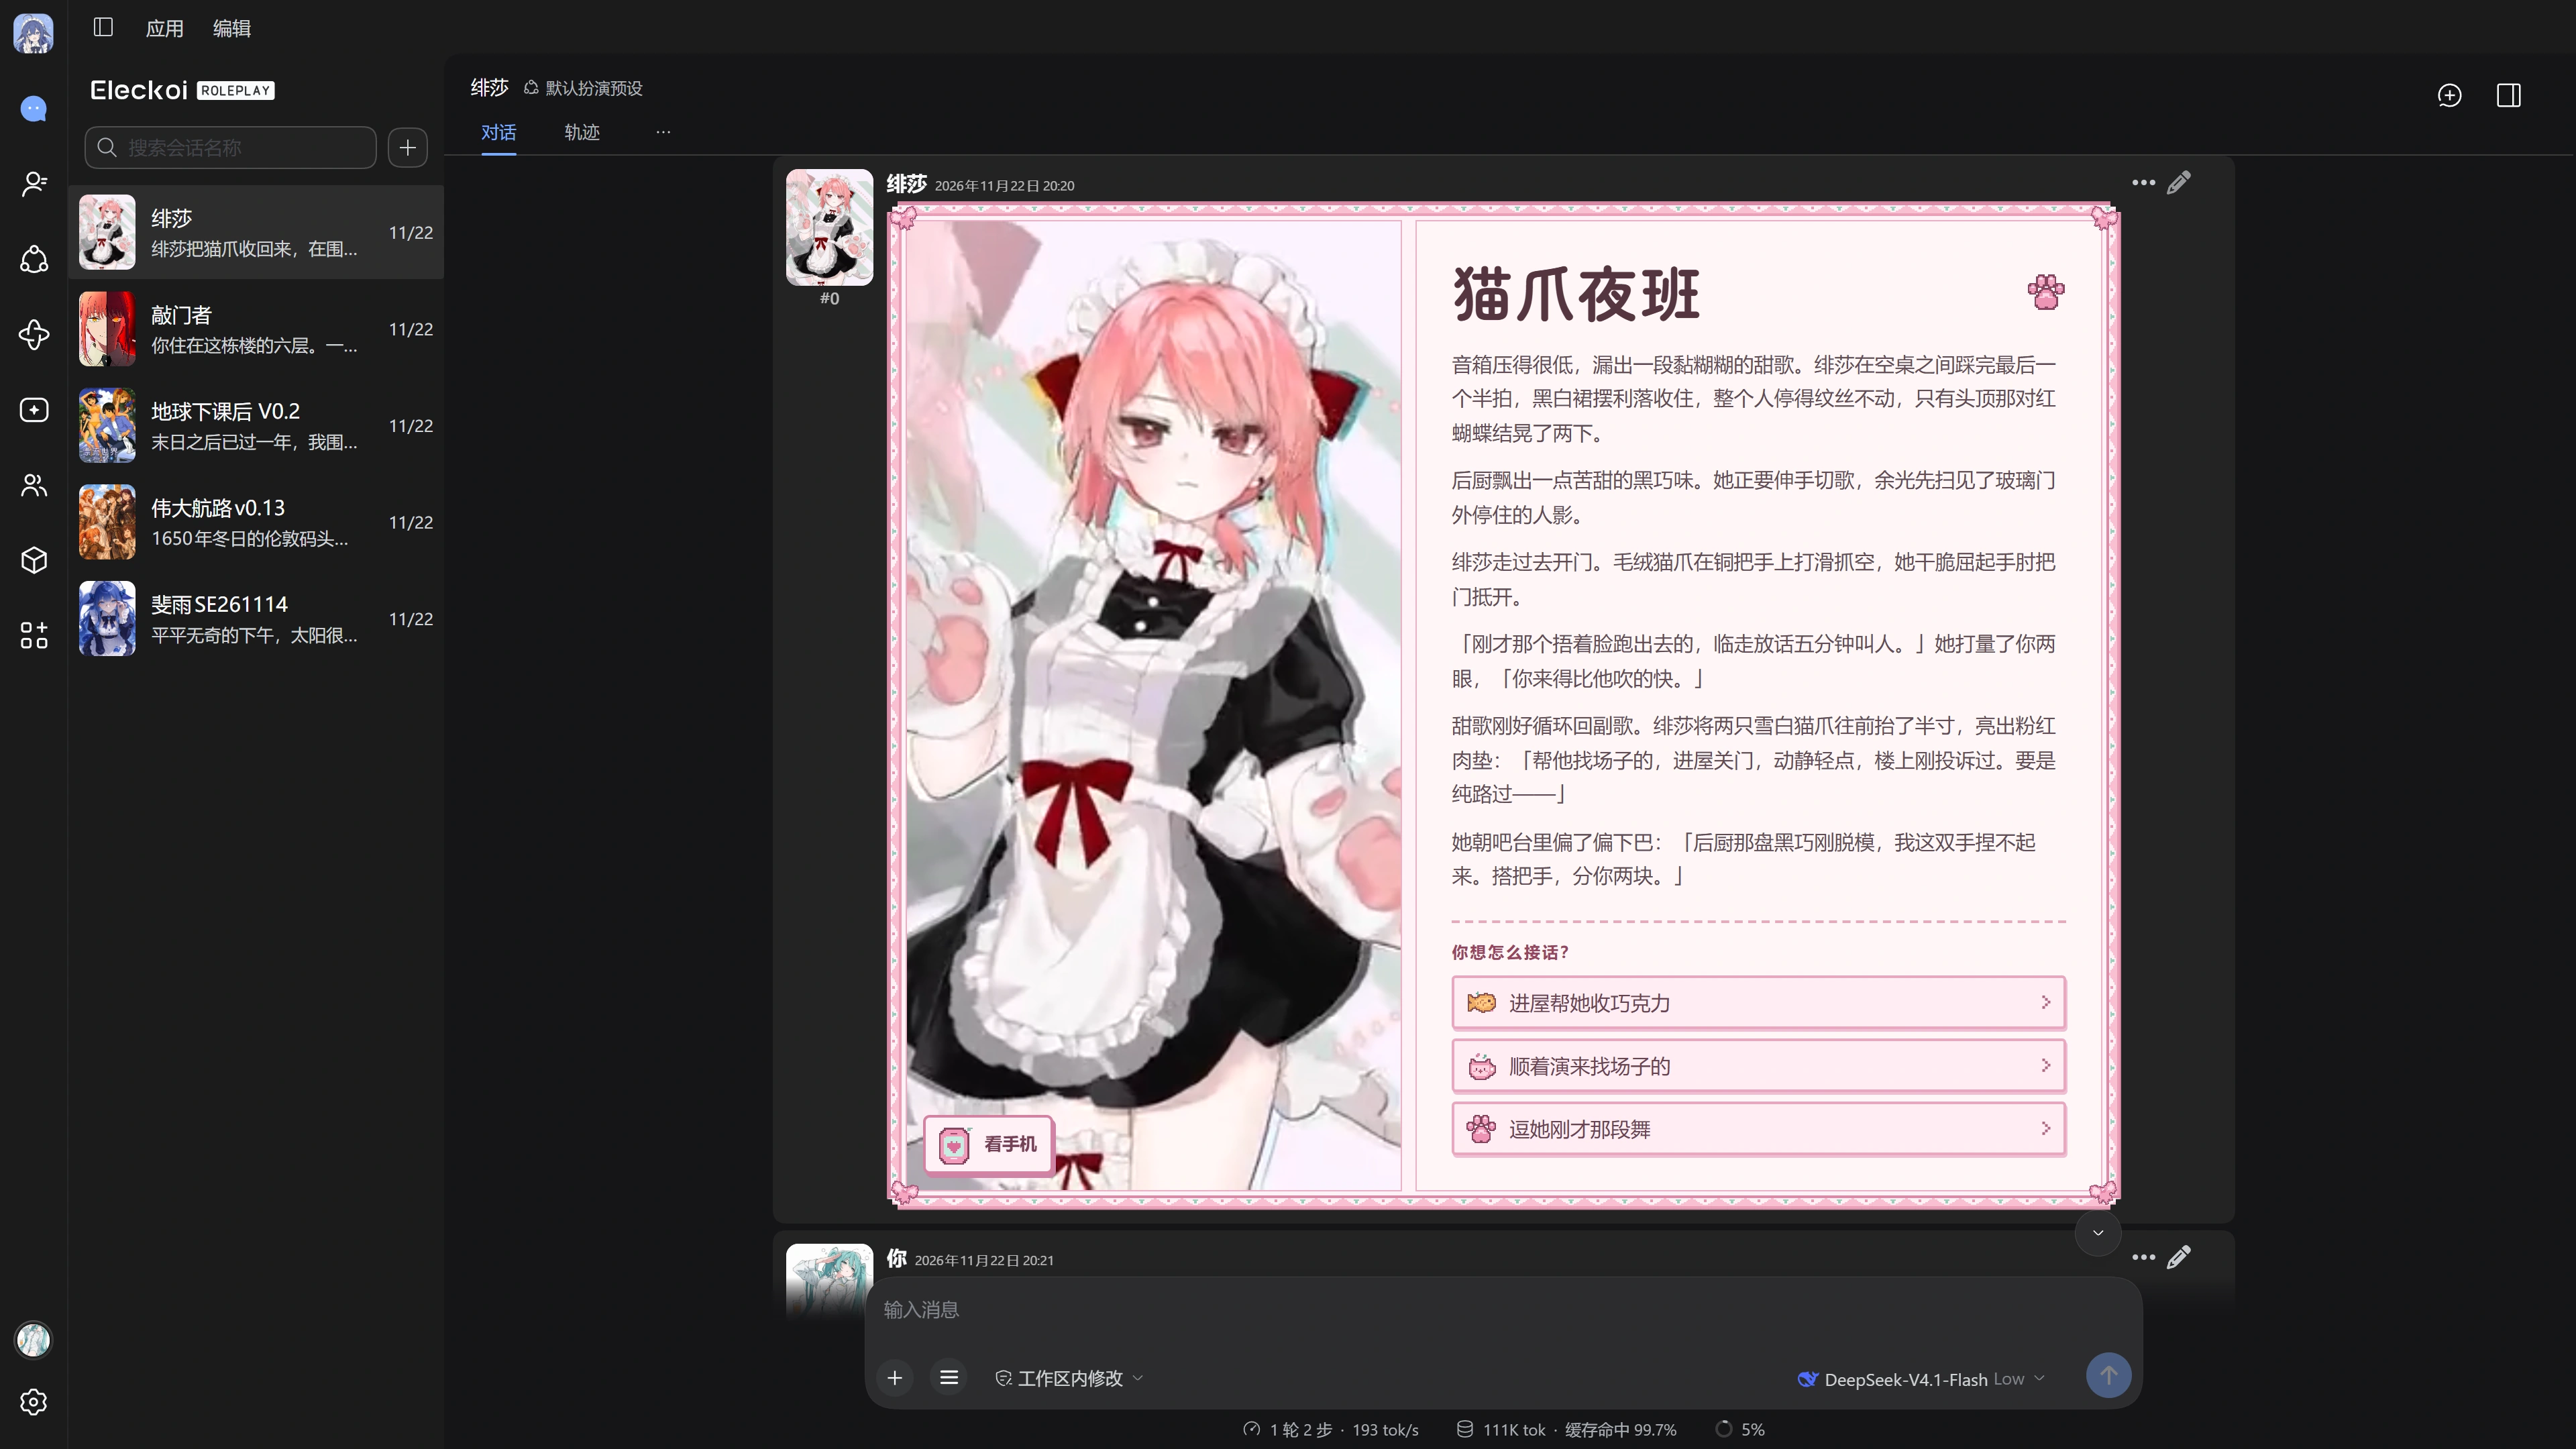 应用 编辑
Eleckoi ROLEPLAY
搜索会话名称
绯莎
绯莎把猫爪收回来，在围...
11/22
敲门者
你住在这栋楼的六层。一...
11/22
地球下课后 V0.2
末日之后已过一年，我围...
11/22
伟大航路v0.13
1650年冬日的伦敦码头...
11/22
斐雨SE261114
平平无奇的下午，太阳很...
11/22
绯莎 默认扮演预设
对话 轨迹 ...
绯莎 2026年11月22日 20:20
#0
猫爪夜班
音箱压得很低，漏出一段黏糊糊的甜歌。绯莎在空桌之间踩完最后一
个半拍，黑白裙摆利落收住，整个人停得纹丝不动，只有头顶那对红
蝴蝶结晃了两下。
后厨飘出一点苦甜的黑巧味。她正要伸手切歌，余光先扫见了玻璃门
外停住的人影。
绯莎走过去开门。毛绒猫爪在铜把手上打滑抓空，她干脆屈起手肘把
门抵开。
「刚才那个捂着脸跑出去的，临走放话五分钟叫人。」她打量了你两
眼，「你来得比他吹的快。」
甜歌刚好循环回副歌。绯莎将两只雪白猫爪往前抬了半寸，亮出粉红
肉垫：「帮他找场子的，进屋关门，动静轻点，楼上刚投诉过。要是
纯路过——」
她朝吧台里偏了偏下巴：「后厨那盘黑巧刚脱模，我这双手捏不起
来。搭把手，分你两块。」
你想怎么接话？
进屋帮她收巧克力
顺着演来找场子的
逗她刚才那段舞
看手机
你 2026年11月22日 20:21
输入消息
工作区内修改
DeepSeek-V4.1-Flash Low
1 轮 2 步 · 193 tok/s 111K tok · 缓存命中 99.7% 5%